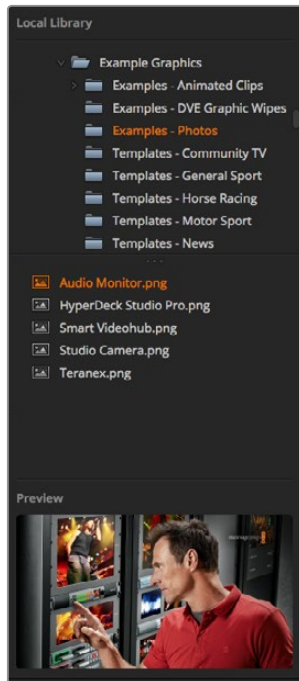 Local Library
Example Graphics
Examples - Animated Clips
Examples - DVE Graphic Wipes
Examples - Photos
Templates - Community TV
Templates - General Sport
Templates - Horse Racing
Templates - Motor Sport
Templates - News
Audio Monitor.png
HyperDeck Studio Pro.png
Smart Videohub.png
Studio Camera.png
Teranex.png
Preview
Blackmagicdesign